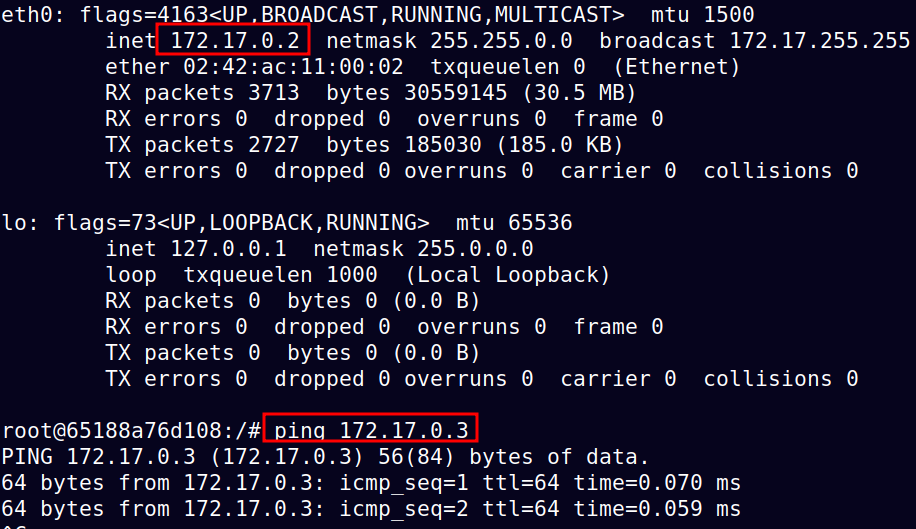 eth0: flags=4163<UP,BROADCAST,RUNNING,MULTICAST>  mtu 1500
        inet 172.17.0.2  netmask 255.255.0.0  broadcast 172.17.255.255
        ether 02:42:ac:11:00:02  txqueuelen 0  (Ethernet)
        RX packets 3713  bytes 30559145 (30.5 MB)
        RX errors 0  dropped 0  overruns 0  frame 0
        TX packets 2727  bytes 185030 (185.0 KB)
        TX errors 0  dropped 0 overruns 0  carrier 0  collisions 0

lo: flags=73<UP,LOOPBACK,RUNNING>  mtu 65536
        inet 127.0.0.1  netmask 255.0.0.0
        loop  txqueuelen 1000  (Local Loopback)
        RX packets 0  bytes 0 (0.0 B)
        RX errors 0  dropped 0  overruns 0  frame 0
        TX packets 0  bytes 0 (0.0 B)
        TX errors 0  dropped 0 overruns 0  carrier 0  collisions 0

root@65188a76d108:/# ping 172.17.0.3
PING 172.17.0.3 (172.17.0.3) 56(84) bytes of data.
64 bytes from 172.17.0.3: icmp_seq=1 ttl=64 time=0.070 ms
64 bytes from 172.17.0.3: icmp_seq=2 ttl=64 time=0.059 ms